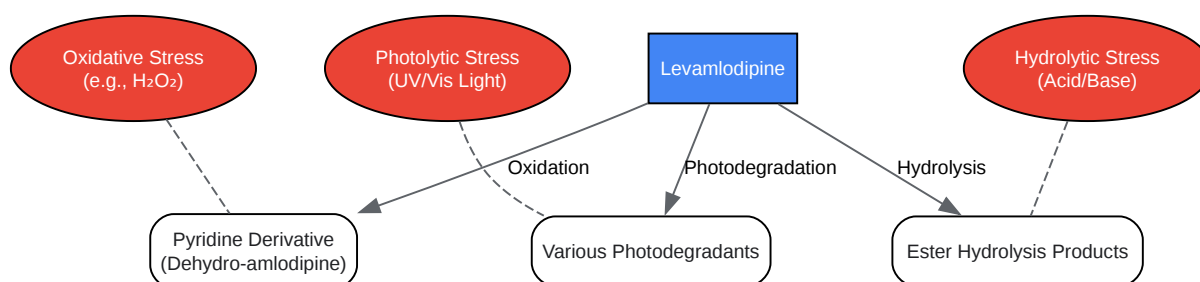 Oxidative Stress
(e.g., H₂O₂)
Photolytic Stress
(UV/Vis Light)
Levamlodipine
Hydrolytic Stress
(Acid/Base)
Oxidation
Photodegradation
Hydrolysis
Pyridine Derivative
(Dehydro-amlodipine)
Various Photodegradants
Ester Hydrolysis Products